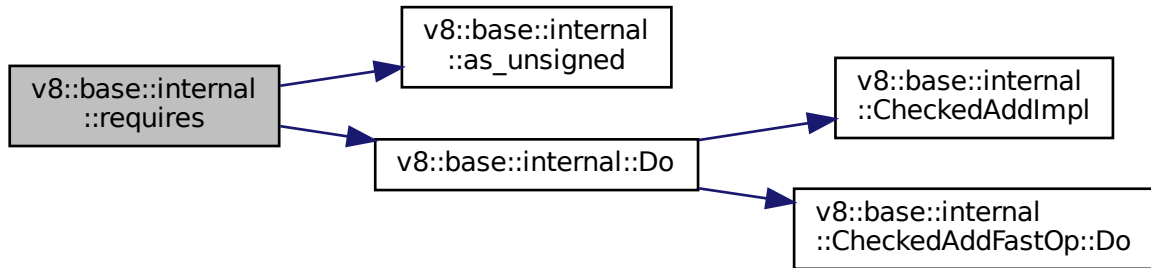 v8::base::internal
::requires
v8::base::internal
::as_unsigned
v8::base::internal::Do
v8::base::internal
::CheckedAddImpl
v8::base::internal
::CheckedAddFastOp::Do